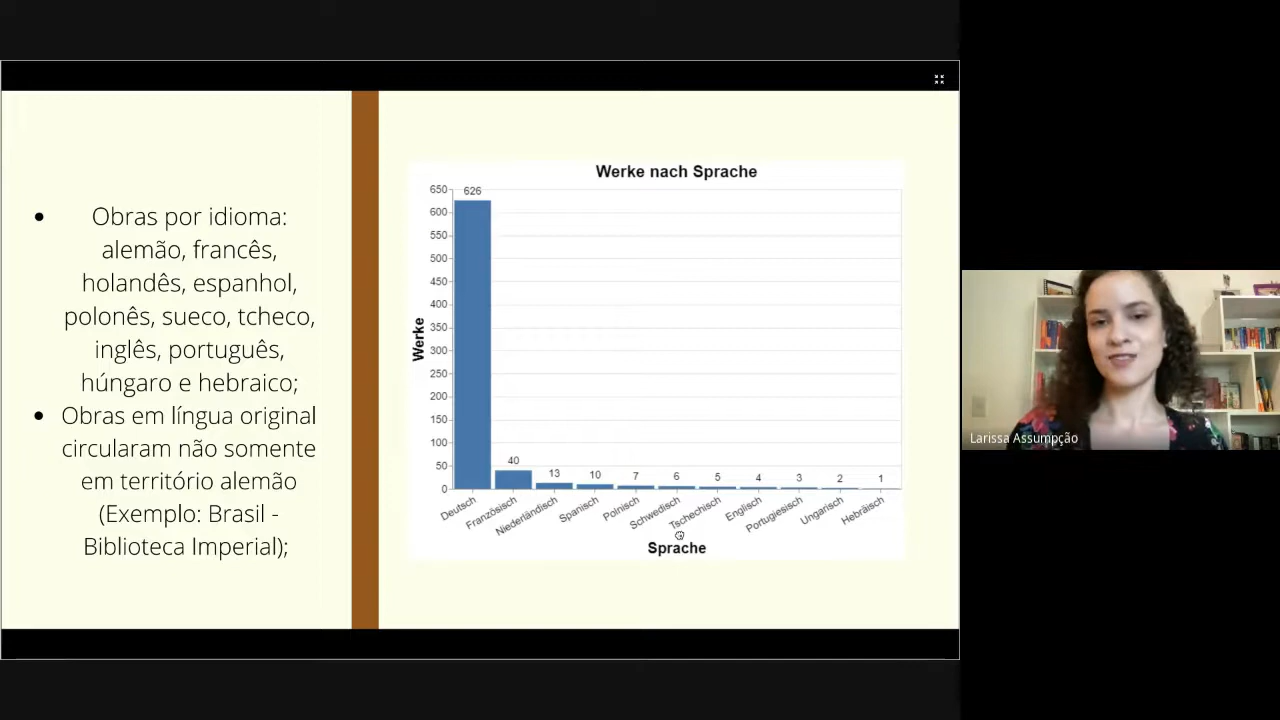 Obras por idioma:
alemão, francês,
holandês, espanhol,
polonês, sueco, tcheco,
inglês, português,
húngaro e hebraico;
Obras em língua original
circularam não somente
em território alemão
(Exemplo: Brasil -
Biblioteca Imperial);
Werke nach Sprache
Werke
650
600
550
500
450
400
350
300
250
200
150
100
50
0
626
40
13
10
7
6
5
4
3
2
1
Deutsch
Französisch
Niederländisch
Spanisch
Polnisch
Schwedisch
Tschechisch
Englisch
Portugiesisch
Ungarisch
Hebräisch
Sprache
Larissa Assumpção